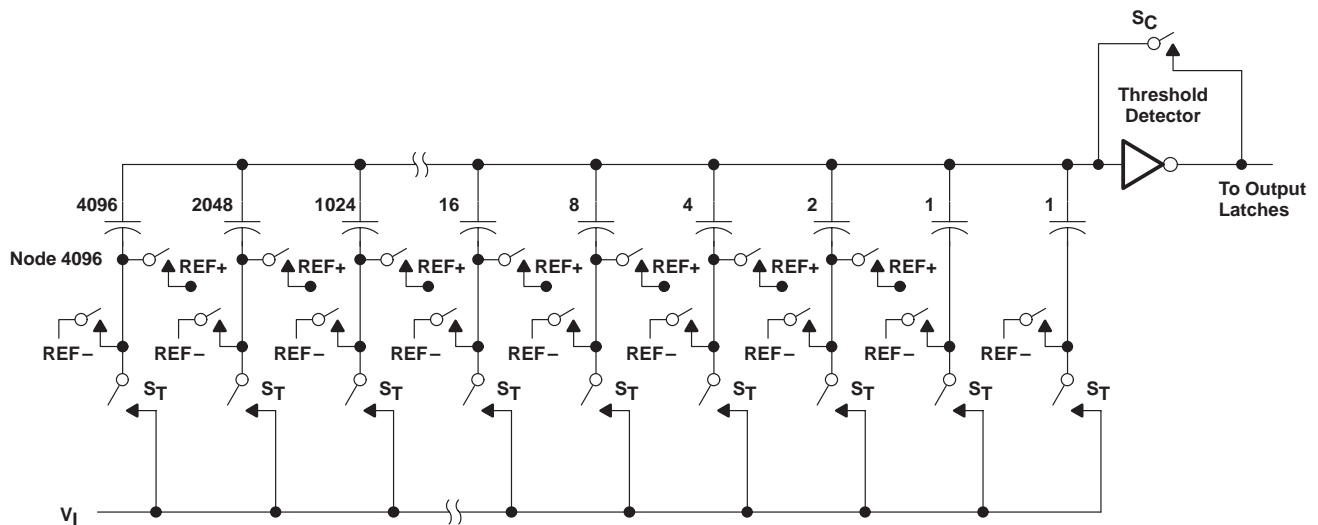 SC
Threshold
Detector
To Output
Latches
4096 2048 1024 16 8 4 2 1 1
Node 4096 REF+ REF+ REF+ REF+ REF+ REF+ REF+
REF− REF− REF− REF− REF− REF− REF− REF− REF−
ST ST ST ST ST ST ST ST ST
VI